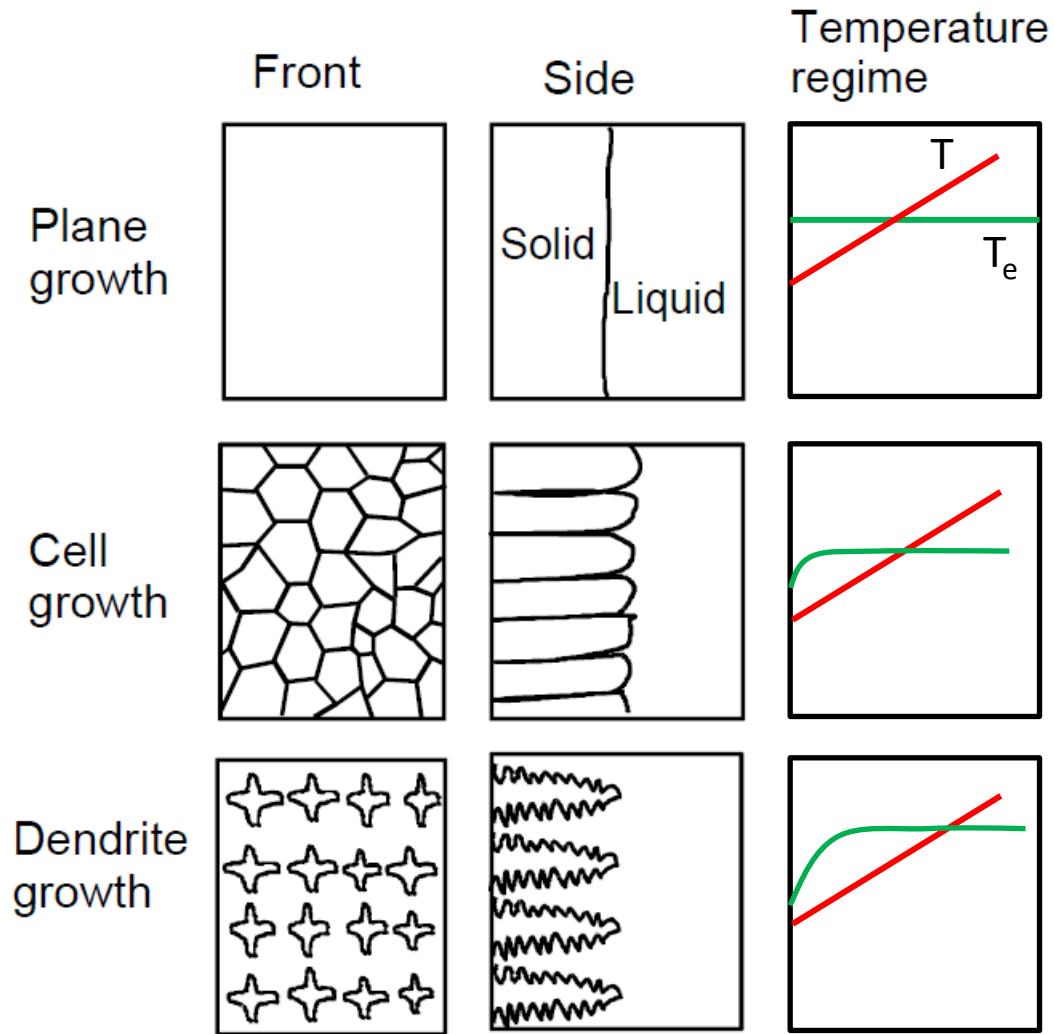 Front
Side
Temperature
regime
Plane
growth
Solid
Liquid
T
Tₑ
Cell
growth
Dendrite
growth